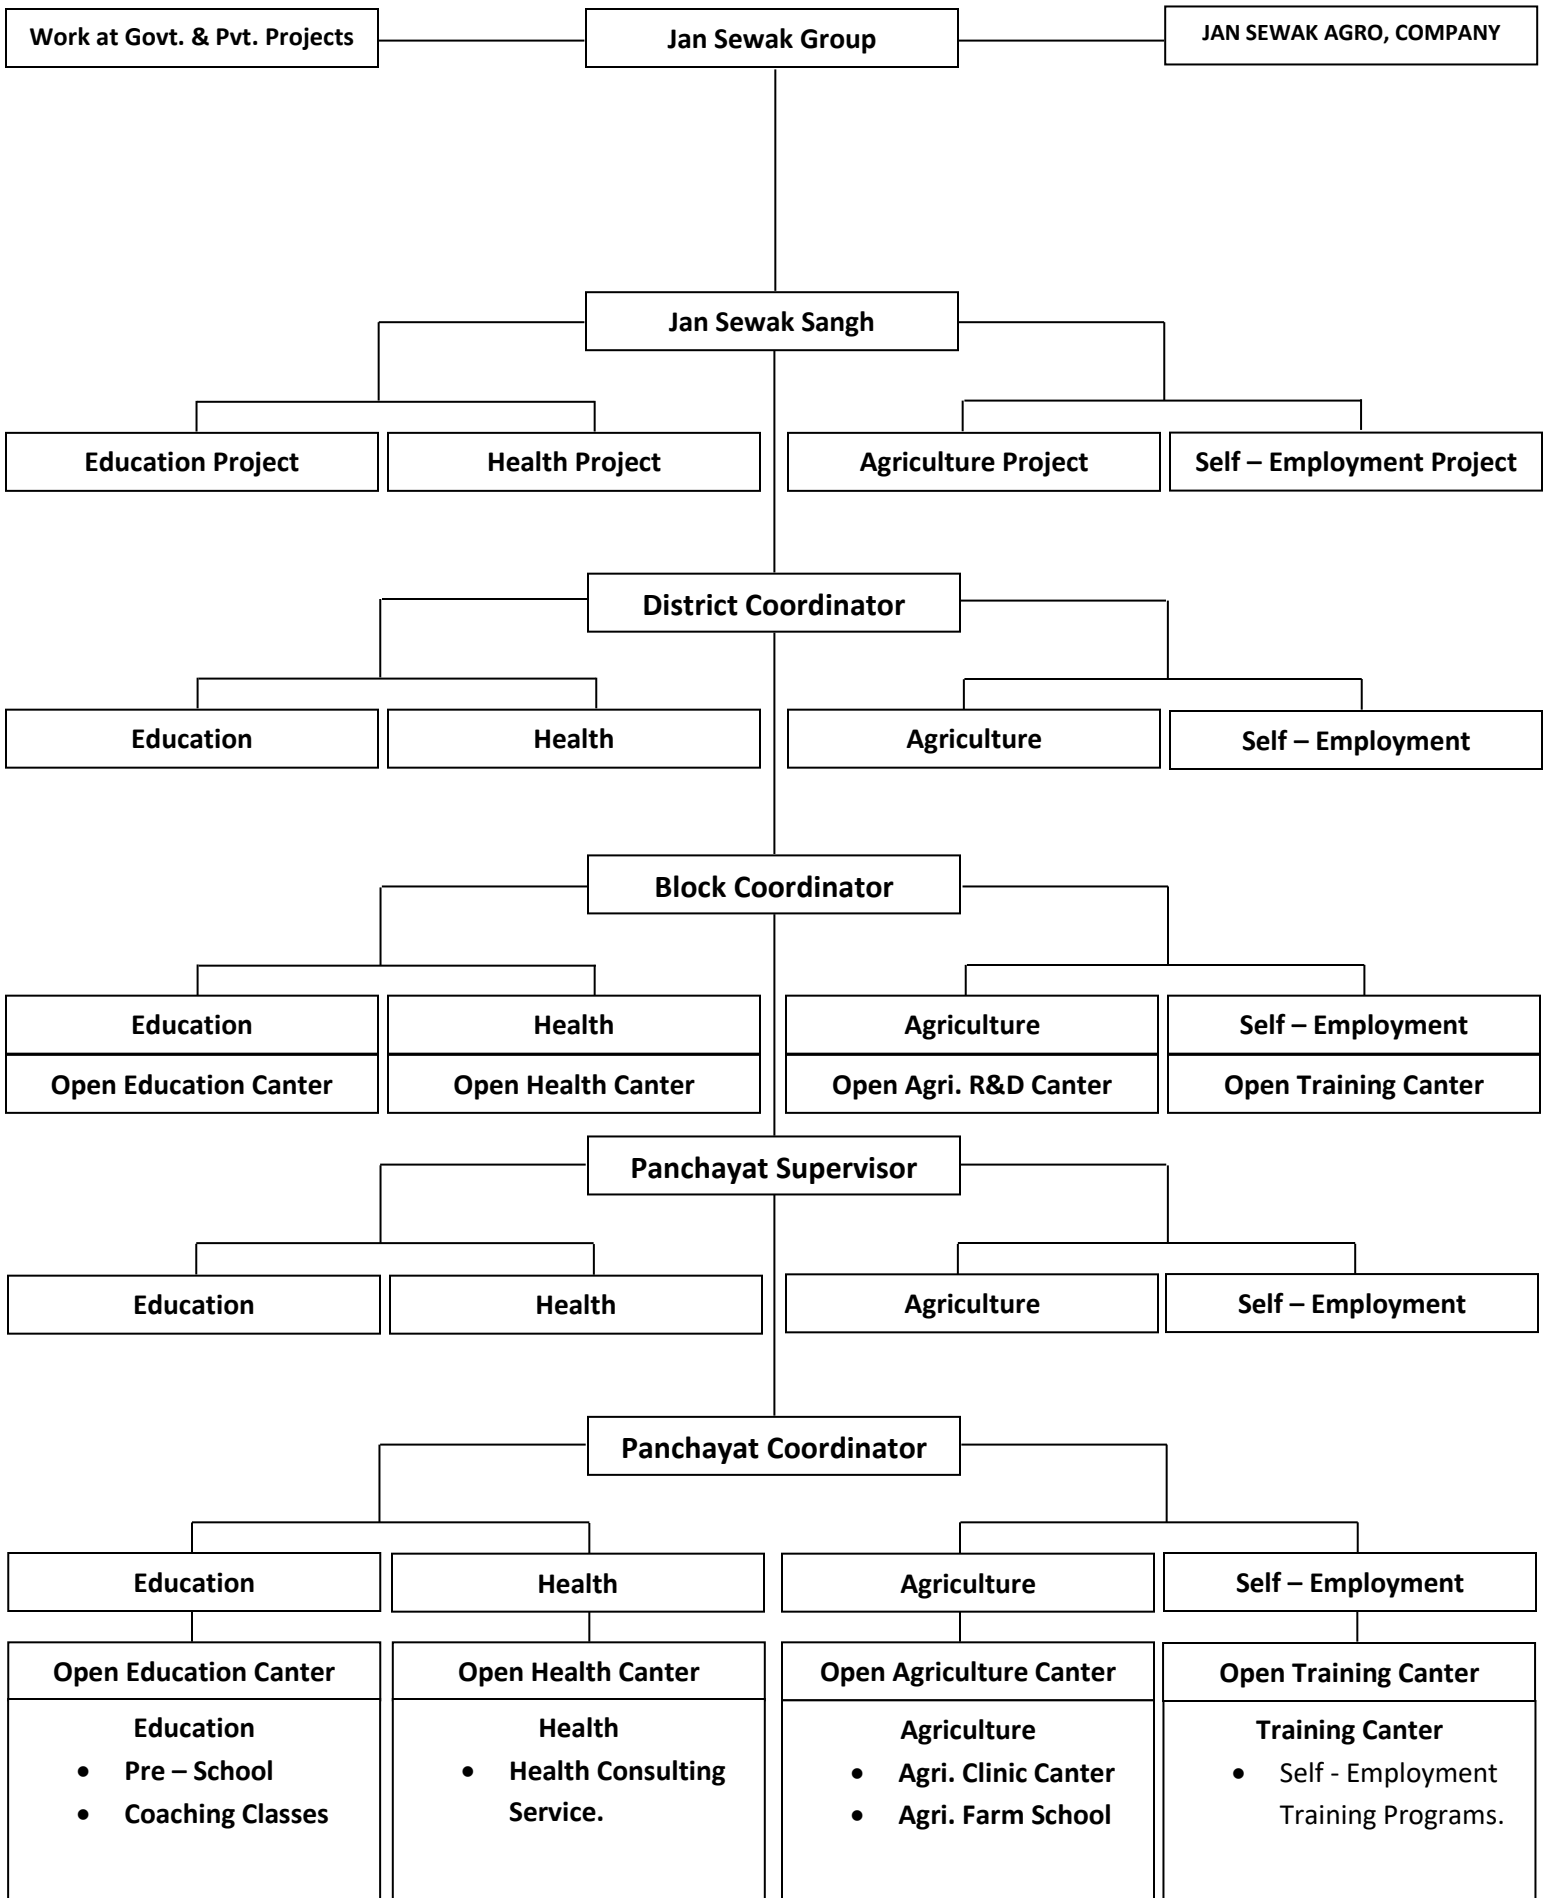 Work at Govt. & Pvt. Projects
Jan Sewak Group
JAN SEWAK AGRO, COMPANY
Jan Sewak Sangh
Education Project
Health Project
Agriculture Project
Self – Employment Project
District Coordinator
Education
Health
Agriculture
Self – Employment
Block Coordinator
Education
Health
Agriculture
Self – Employment
Open Education Canter
Open Health Canter
Open Agri. R&D Canter
Open Training Canter
Panchayat Supervisor
Education
Health
Agriculture
Self – Employment
Panchayat Coordinator
Education
Health
Agriculture
Self – Employment
Open Education Canter
Education
• Pre – School
• Coaching Classes
Open Health Canter
Health
• Health Consulting
Service.
Open Agriculture Canter
Agriculture
• Agri. Clinic Canter
• Agri. Farm School
Open Training Canter
Training Canter
• Self - Employment
Training Programs.